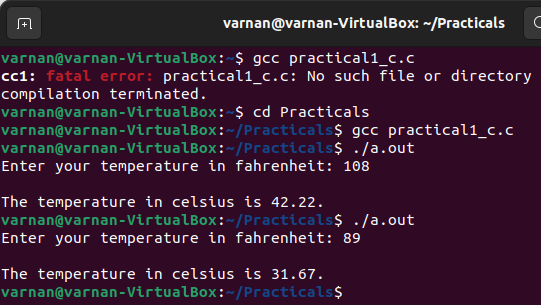 varnan@varnan-VirtualBox: ~/Practicals
varnan@varnan-VirtualBox:~$ gcc practical1_c.c
cc1: fatal error: practical1_c.c: No such file or directory
compilation terminated.
varnan@varnan-VirtualBox:~$ cd Practicals
varnan@varnan-VirtualBox:~/Practicals$ gcc practical1_c.c
varnan@varnan-VirtualBox:~/Practicals$ ./a.out
Enter your temperature in fahrenheit: 108
The temperature in celsius is 42.22.
varnan@varnan-VirtualBox:~/Practicals$ ./a.out
Enter your temperature in fahrenheit: 89
The temperature in celsius is 31.67.
varnan@varnan-VirtualBox:~/Practicals$